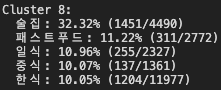 Cluster 8:
술집: 32.32% (1451/4490)
패스트푸드: 11.22% (311/2772)
일식: 10.96% (255/2327)
중식: 10.07% (137/1361)
한식: 10.05% (1204/11977)